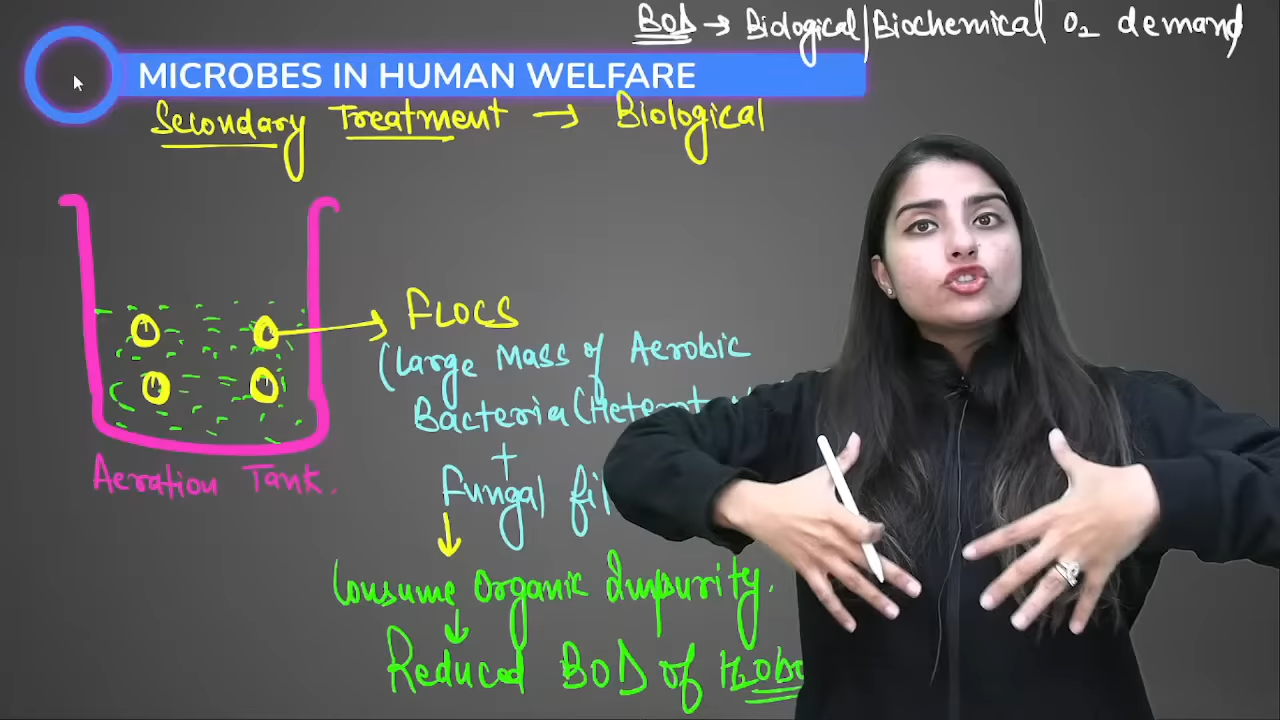 BOD → Biological/Biochemical O₂ demand
MICROBES IN HUMAN WELFARE
Secondary Treatment → Biological
FLOCS
(Large Mass of Aerobic
Bacteria
+
Fungal
Aeration Tank.
↓
Consume Organic Impurity.
↓
Reduced BOD of